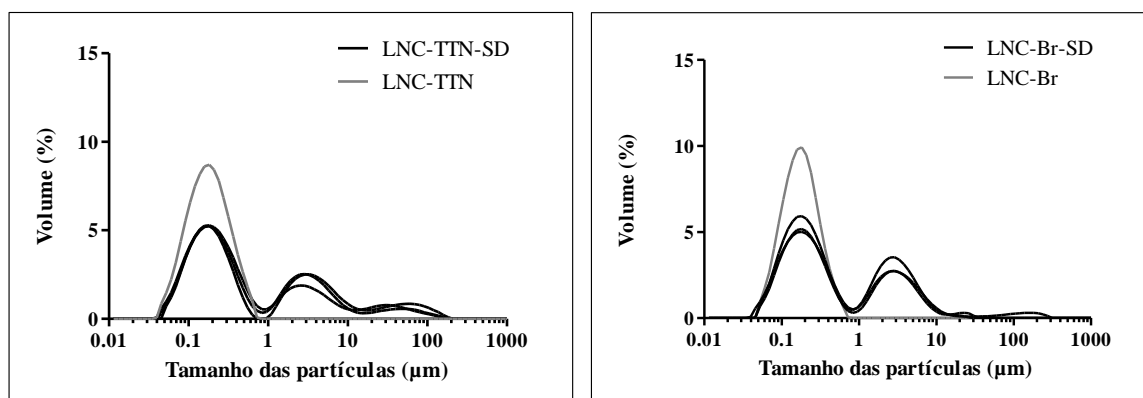 LNC-TTN-SD
LNC-TTN
15
10
5
0
Volume (%)
0.01 0.1 1 10 100 1000
Tamanho das partículas (µm)
LNC-Br-SD
LNC-Br
15
10
5
0
Volume (%)
0.01 0.1 1 10 100 1000
Tamanho das partículas (µm)